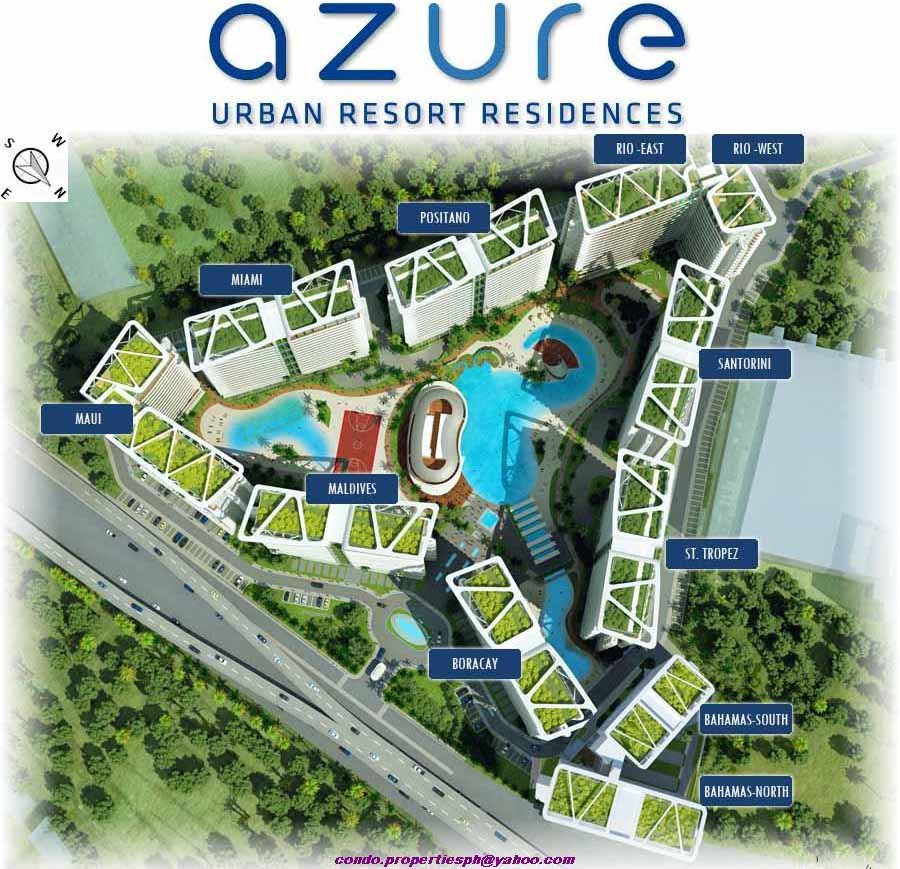 azure
URBAN RESORT RESIDENCES
S W
E N
RIO -EAST
RIO -WEST
POSITANO
MIAMI
SANTORINI
MAUI
MALDIVES
ST. TROPEZ
BORACAY
BAHAMAS-SOUTH
BAHAMAS-NORTH
condo.propertiesph@yahoo.com